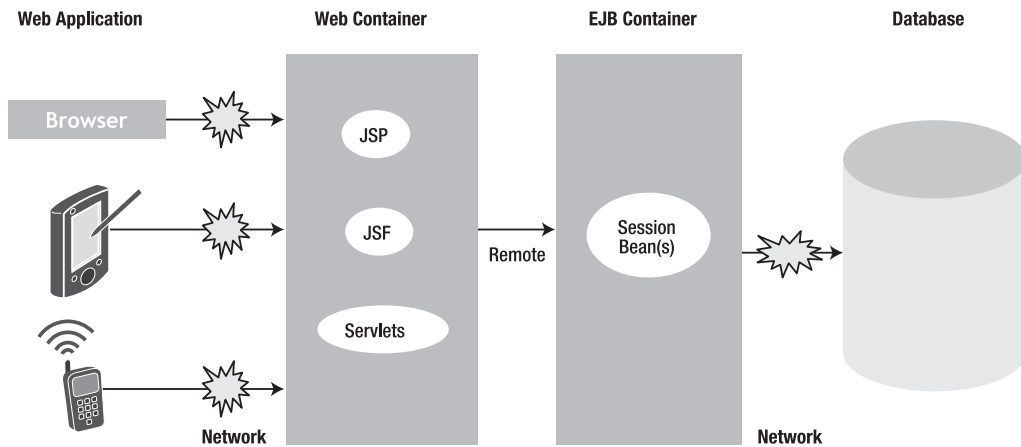 Web Application
Web Container
EJB Container
Database
Browser
JSP
JSF
Servlets
Remote
Session
Bean(s)
Network
Network